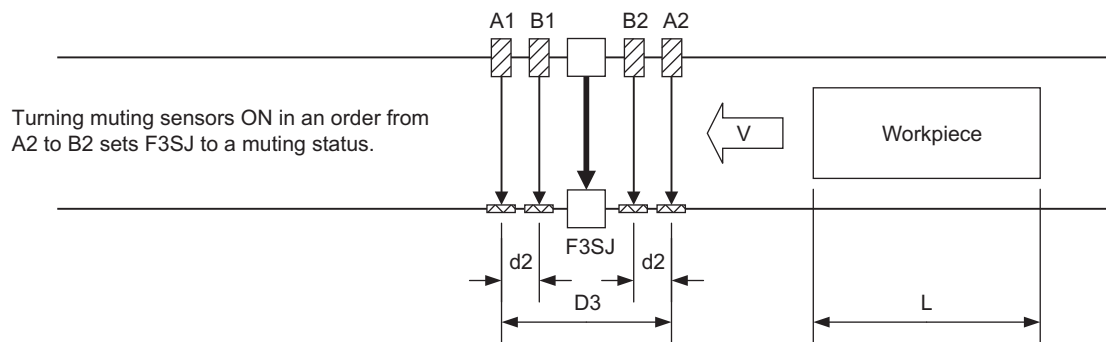 A1 B1 B2 A2
Turning muting sensors ON in an order from
A2 to B2 sets F3SJ to a muting status.
V
Workpiece
F3SJ
d2 d2
D3 L